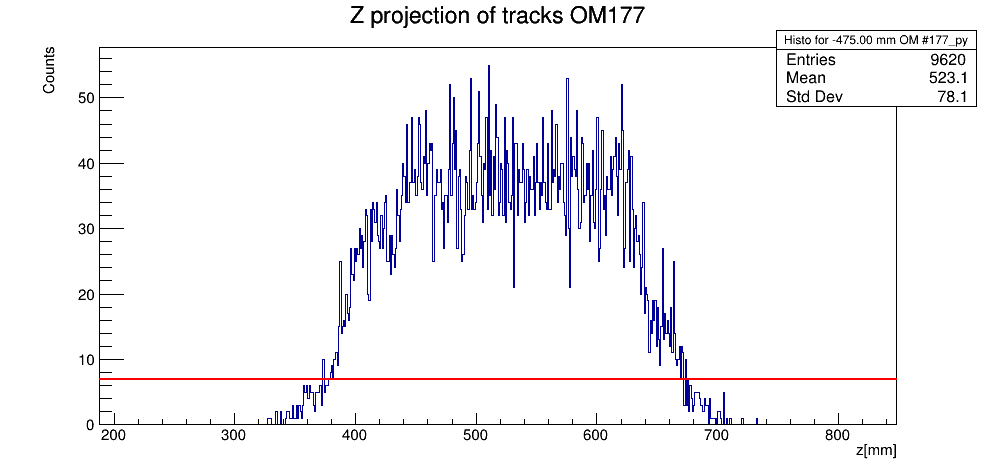 Z projection of tracks OM177
Histo for -475.00 mm OM #177_py
Entries 9620
Mean 523.1
Std Dev 78.1
Counts
50
40
30
20
10
0
200 300 400 500 600 700 800
z[mm]